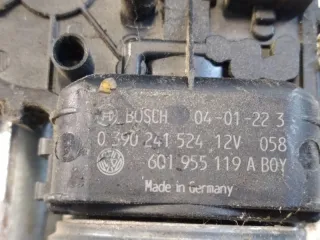 BOSCH 04-01-22 3
0 390 241 524 12V 058
6Q1 955 119 A BOY
Made in Germany